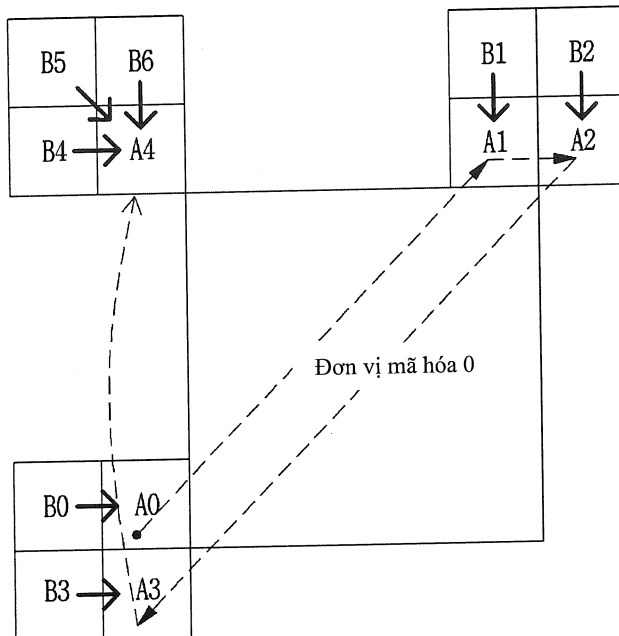 B5 B6 B1 B2
B4 A4 A1 A2
Đơn vị mã hóa 0
B0 A0
B3 A3